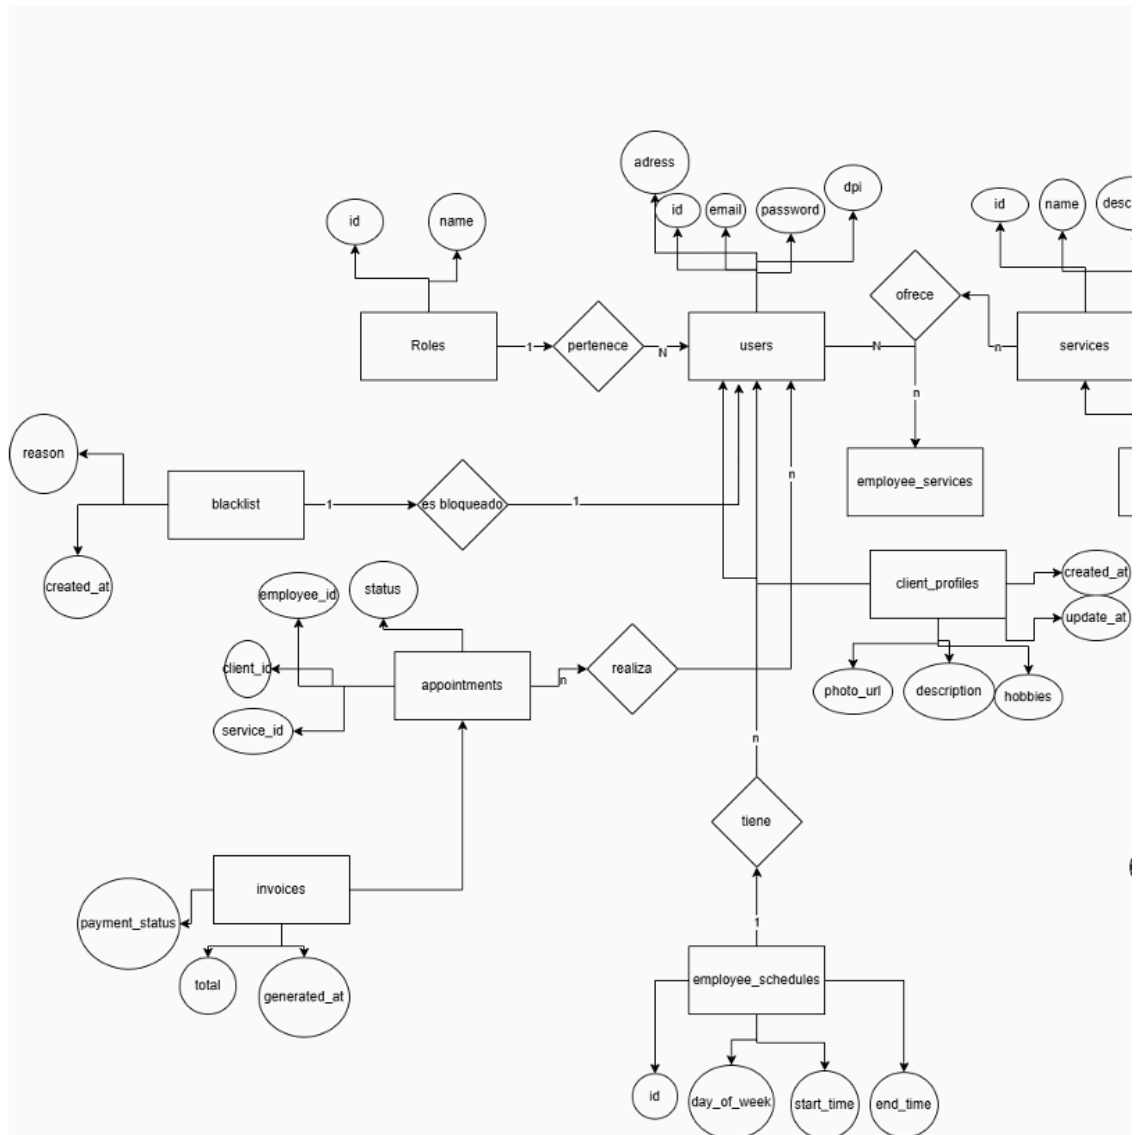 adress
id
email
password
dpi
id
name
id
name
desc
ofrece
Roles
1
pertenece
N
users
N
n
services
n
employee_services
reason
blacklist
1
es bloqueado
1
n
created_at
employee_id
status
client_id
service_id
appointments
n
realiza
client_profiles
created_at
update_at
photo_url
description
hobbies
n
tiene
1
invoices
payment_status
total
generated_at
employee_schedules
id
day_of_week
start_time
end_time